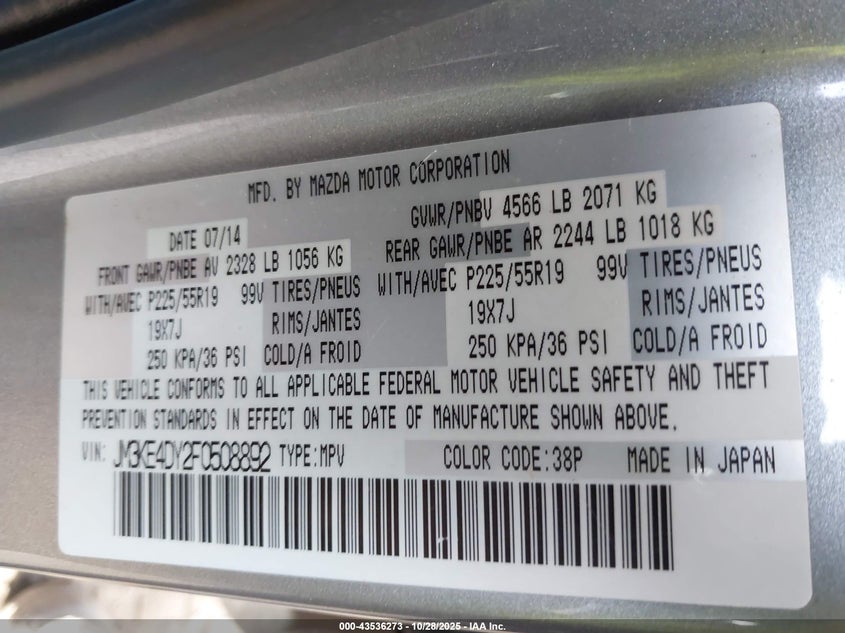 MFD. BY MAZDA MOTOR CORPORATION
DATE 07/14 GVWR/PNBV 4566 LB 2071 KG
FRONT GAWR/PNBE AV 2328 LB 1056 KG REAR GAWR/PNBE AR 2244 LB 1018 KG
WITH/AVEC P225/55R19 99V TIRES/PNEUS WITH/AVEC P225/55R19 99V TIRES/PNEUS
19X7J RIMS/JANTES 19X7J RIMS/JANTES
250 KPA/36 PSI COLD/A FROID 250 KPA/36 PSI COLD/A FROID
THIS VEHICLE CONFORMS TO ALL APPLICABLE FEDERAL MOTOR VEHICLE SAFETY AND THEFT
PREVENTION STANDARDS IN EFFECT ON THE DATE OF MANUFACTURE SHOWN ABOVE.
VIN: JM3KE4DY2F0508892 TYPE:MPV COLOR CODE:38P MADE IN JAPAN
000-43536273 - 10/28/2025 - IAA Inc.